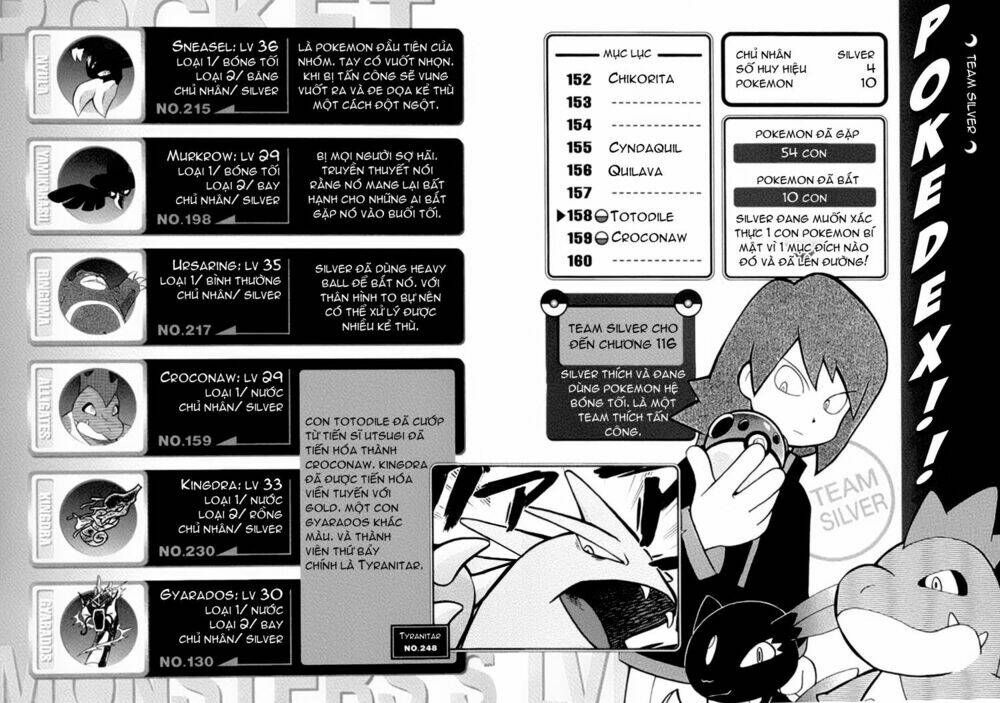 POCKET
MONSTERS S LV
SNEASEL: LV 36
LOẠI 1/ BÓNG TỐI
LOẠI 2/ BĂNG
CHỦ NHÂN/ SILVER
NO.215
LÀ POKEMON ĐẦU TIÊN CỦA
NHÓM. TAY CÓ VUỐT NHỌN.
KHI BỊ TẤN CÔNG SẼ VUNG
VUỐT RA VÀ ĐE DỌA KẺ THÙ
MỘT CÁCH ĐỘT NGỘT.
MURKROW: LV 29
LOẠI 1/ BÓNG TỐI
LOẠI 2/ BAY
CHỦ NHÂN/ SILVER
NO.198
BỊ MỌI NGƯỜI SỢ HÃI.
TRUYỀN THUYẾT NÓI
RẰNG NÓ MANG LẠI BẤT
HẠNH CHO NHỮNG AI BẮT
GẶP NÓ VÀO BUỔI TỐI.
RINGUMA
URSARING: LV 35
LOẠI 1/ BÌNH THƯỜNG
CHỦ NHÂN/ SILVER
NO.217
SILVER ĐÃ DÙNG HEAVY
BALL ĐỂ BẮT NÓ. VỚI
THÂN HÌNH TO BỰ NÊN
CÓ THỂ XỬ LÝ ĐƯỢC
NHIỀU KẺ THÙ.
ALLIGATES
CROCONAW: LV 29
LOẠI 1/ NƯỚC
CHỦ NHÂN/ SILVER
NO.159
KINGDRA
KINGDRA: LV 33
LOẠI 1/ NƯỚC
LOẠI 2/ RỒNG
CHỦ NHÂN/ SILVER
NO.230
GYARADOS
GYARADOS: LV 30
LOẠI 1/ NƯỚC
LOẠI 2/ BAY
CHỦ NHÂN/ SILVER
NO.130
CON TOTODILE ĐÃ CƯỚP
TỪ TIẾN SĨ UTSUGI ĐÃ
TIẾN HÓA THÀNH
CROCONAW. KINGDRA
ĐÃ ĐƯỢC TIẾN HÓA
VIỄN TUYẾN VỚI
GOLD. MỘT CON
GYARADOS KHÁC
MÀU. VÀ THÀNH
VIÊN THỨ BẢY
CHÍNH LÀ TYRANITAR.
TYRANITAR
NO.248
MỤC LỤC
152 CHIKORITA
153
154
155 CYNDAQUIL
156 QUILAVA
157
158 TOTODILE
159 CROCONAW
160
CHỦ NHÂN SILVER
SỐ HUY HIỆU 4
POKEMON 10
POKEMON ĐÃ GẶP
54 CON
POKEMON ĐÃ BẮT
10 CON
SILVER ĐANG MUỐN XÁC
THỰC 1 CON POKEMON BÍ
MẬT VÌ 1 MỤC ĐÍCH NÀO
ĐÓ VÀ ĐÃ LÊN ĐƯỜNG!
TEAM SILVER CHO
ĐẾN CHƯƠNG 116
SILVER THÍCH VÀ ĐANG
DÙNG POKEMON HỆ
BÓNG TỐI. LÀ MỘT
TEAM THÍCH TẤN
CÔNG.
TEAM
SILVER
POKEDEX!!
TEAM SILVER